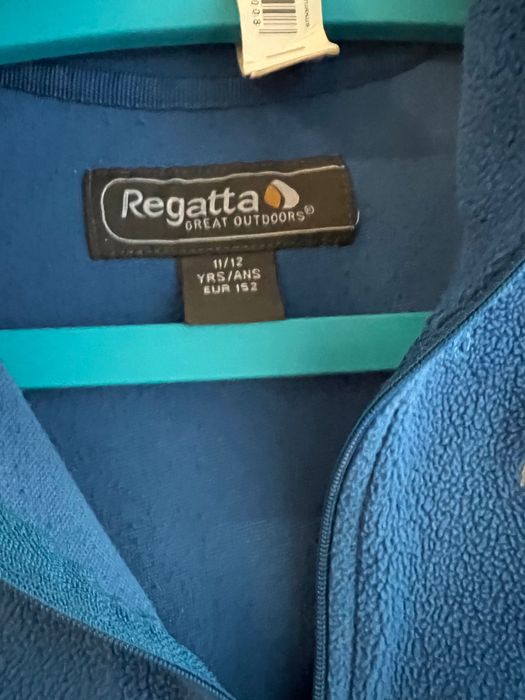 Regatta
GREAT OUTDOORS®
11/12
YRS/ANS
EUR 152